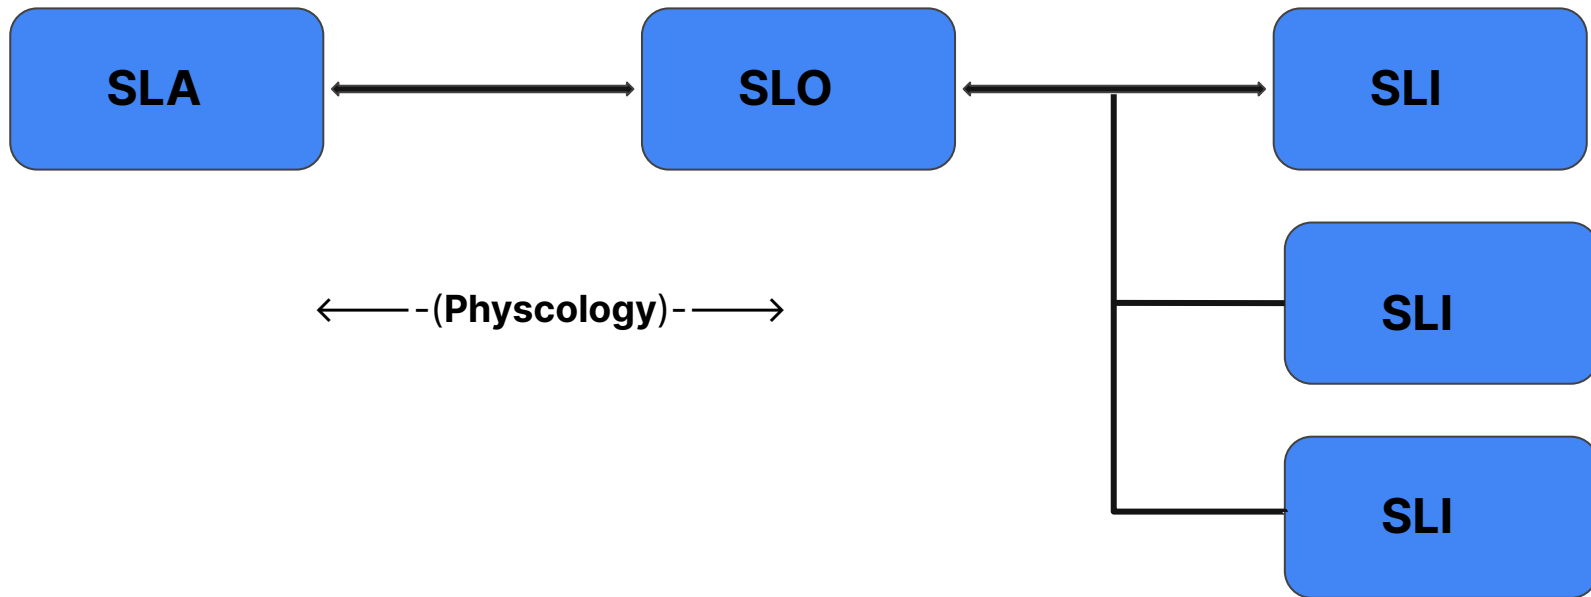 SLA
SLO
SLI
←—— -(Physcology)- ——→
SLI
SLI